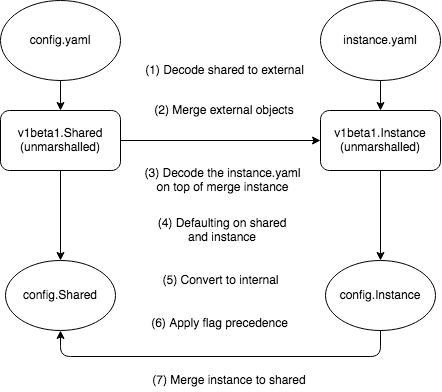 config.yaml
instance.yaml
(1) Decode shared to external
(2) Merge external objects
v1beta1.Shared
(unmarshalled)
v1beta1.Instance
(unmarshalled)
(3) Decode the instance.yaml
on top of merge instance
(4) Defaulting on shared
and instance
(5) Convert to internal
config.Shared
config.Instance
(6) Apply flag precedence
(7) Merge instance to shared